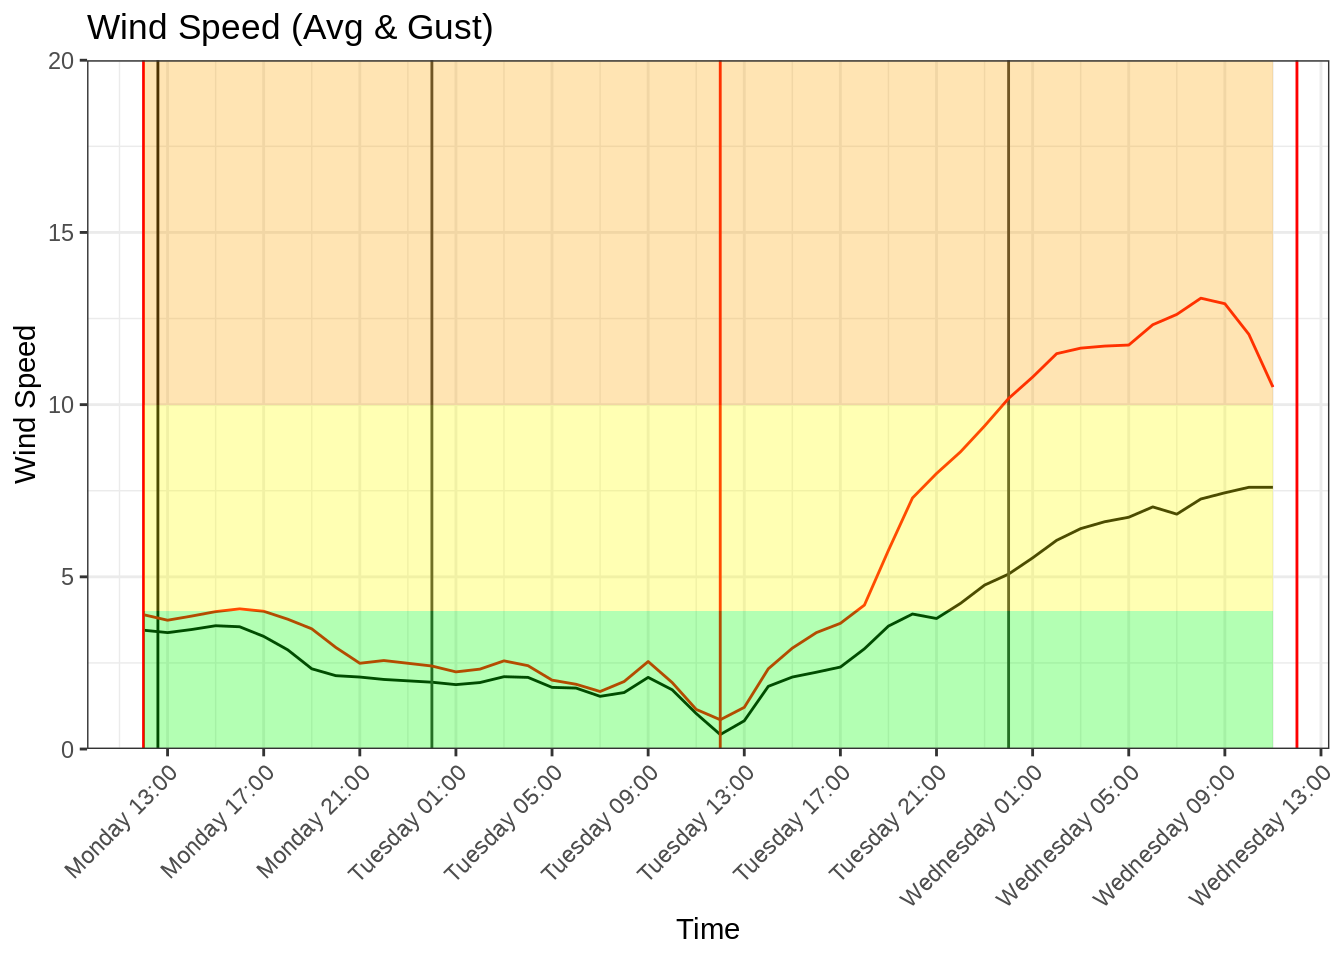 Wind Speed (Avg & Gust)
20
15
10
5
0
Wind Speed
Monday 13:00
Monday 17:00
Monday 21:00
Tuesday 01:00
Tuesday 05:00
Tuesday 09:00
Tuesday 13:00
Tuesday 17:00
Tuesday 21:00
Wednesday 01:00
Wednesday 05:00
Wednesday 09:00
Wednesday 13:00
Time